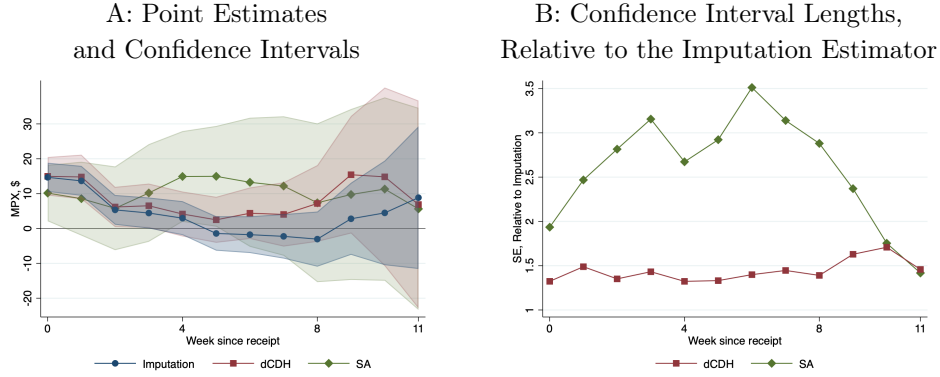 A: Point Estimates
and Confidence Intervals
MPX, $
30
20
10
0
-10
-20
0
4
8
11
Week since receipt
Imputation
dCDH
SA
B: Confidence Interval Lengths,
Relative to the Imputation Estimator
SE, Relative to Imputation
3.5
3
2.5
2
1.5
1
0
4
8
11
Week since receipt
dCDH
SA